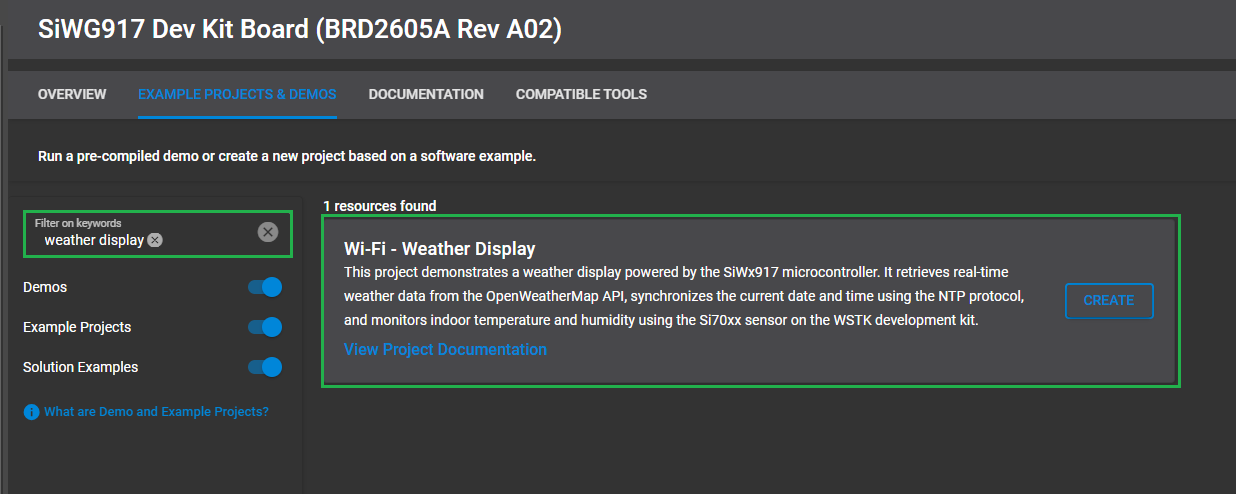 SiWG917 Dev Kit Board (BRD2605A Rev A02)
OVERVIEW
EXAMPLE PROJECTS & DEMOS
DOCUMENTATION
COMPATIBLE TOOLS
Run a pre-compiled demo or create a new project based on a software example.
Filter on keywords
weather display
Demos
Example Projects
Solution Examples
What are Demo and Example Projects?
1 resources found
Wi-Fi - Weather Display
This project demonstrates a weather display powered by the SiWx917 microcontroller. It retrieves real-time
weather data from the OpenWeatherMap API, synchronizes the current date and time using the NTP protocol,
and monitors indoor temperature and humidity using the Si70xx sensor on the WSTK development kit.
View Project Documentation
CREATE